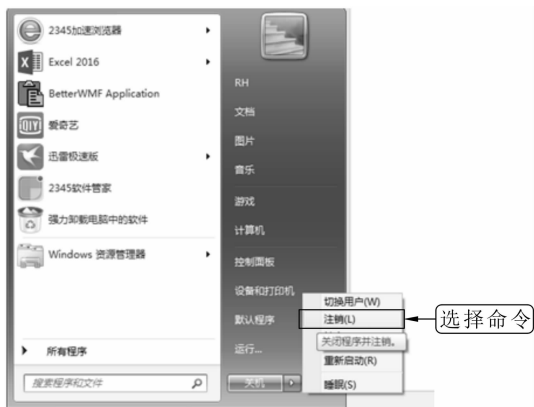 2345加速浏览器
Excel 2016
BetterWMF Application
爱奇艺
迅雷极速版
2345软件管家
强力卸载电脑中的软件
Windows 资源管理器
所有程序
搜索程序和文件
RH
文档
图片
音乐
游戏
计算机
控制面板
设备和打印机
默认程序
运行...
关机
切换用户(W)
注销(L)
关闭程序并注销。
重新启动(R)
睡眠(S)
选择命令